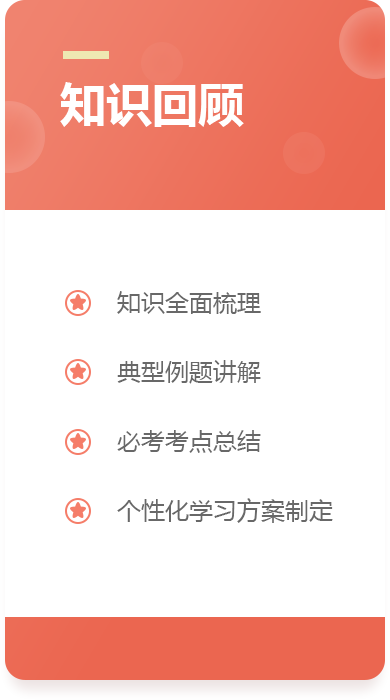 知识回顾
知识全面梳理
典型例题讲解
必考考点总结
个性化学习方案制定